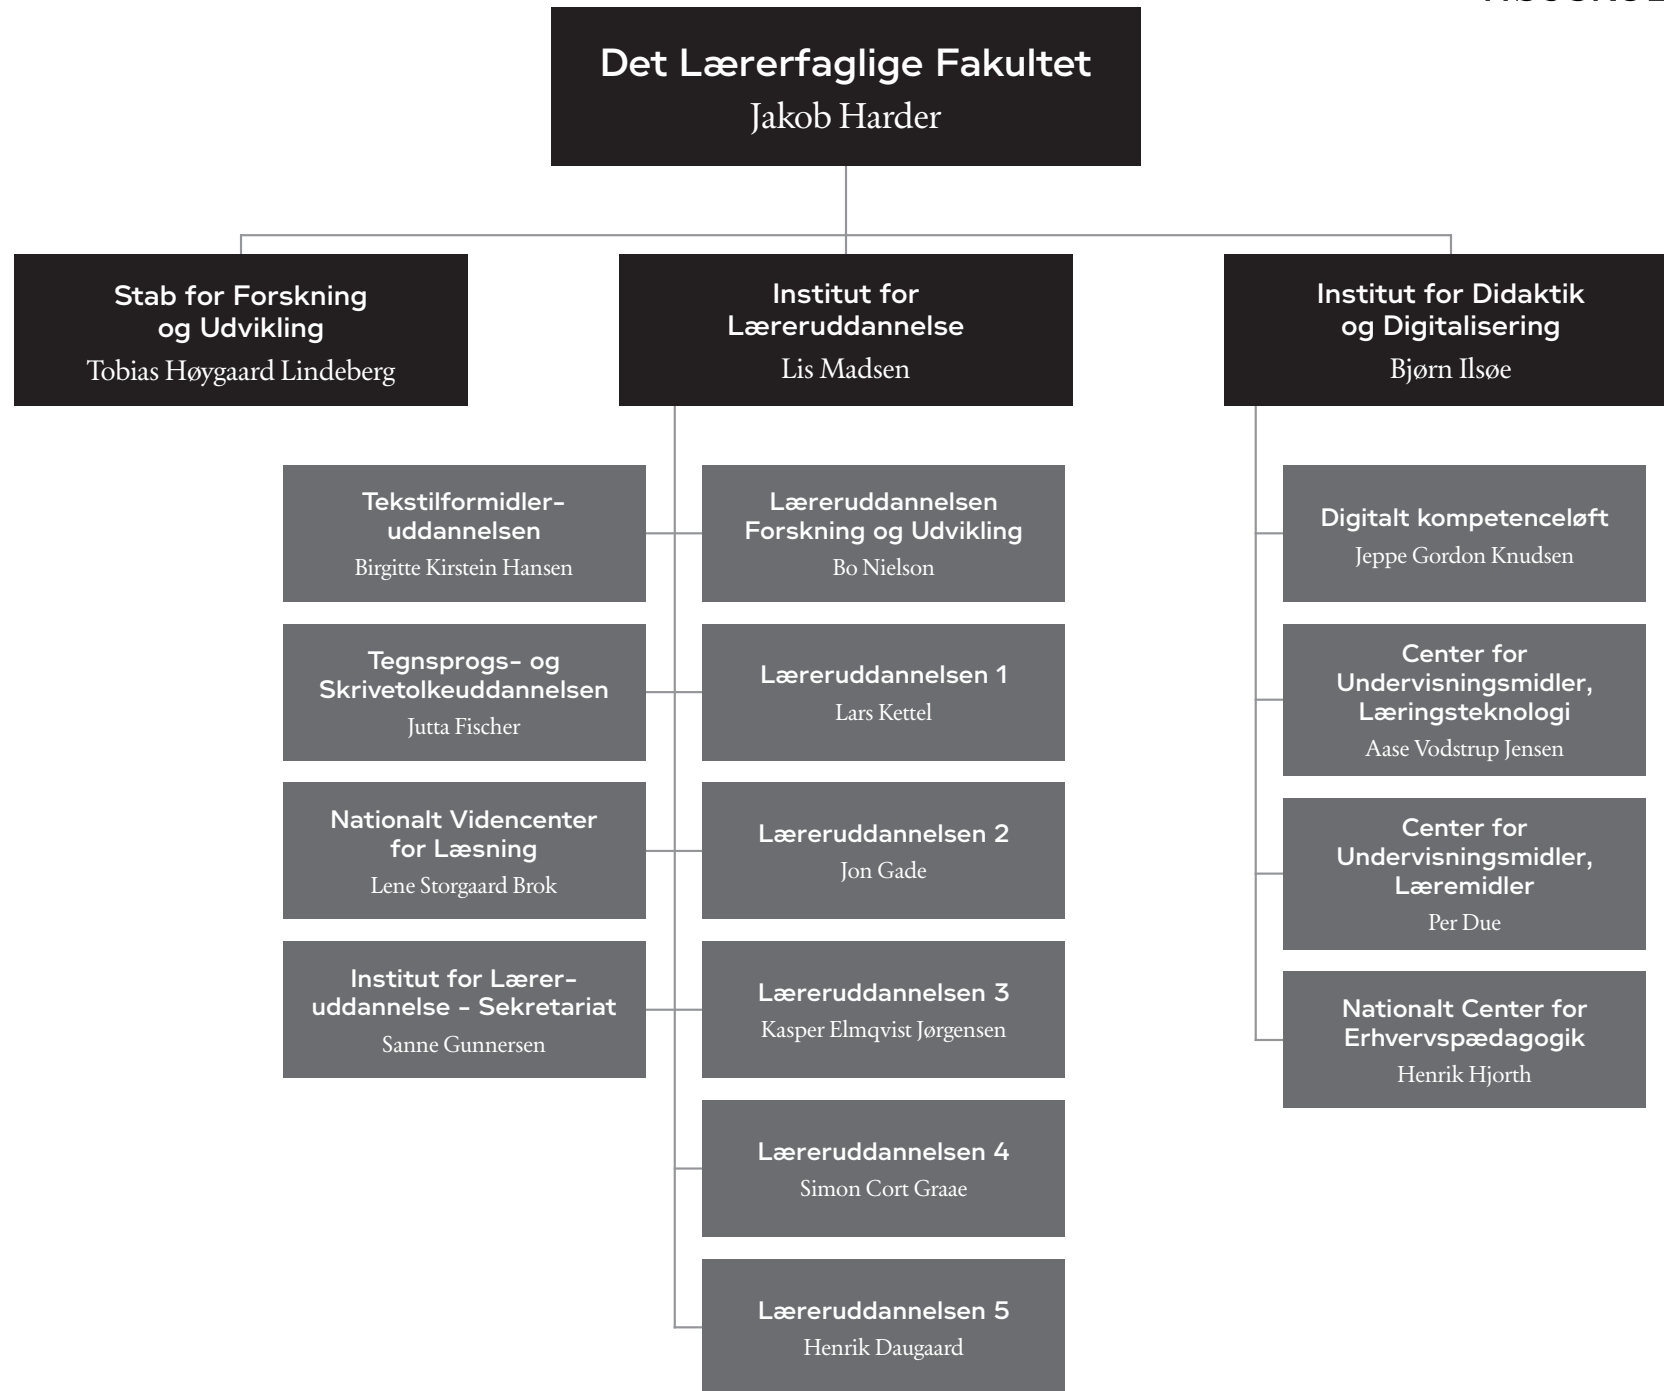 Det Lærerfaglige Fakultet
Jakob Harder
Stab for Forskning
og Udvikling
Tobias Høygaard Lindeberg
Institut for
Læreruddannelse
Lis Madsen
Institut for Didaktik
og Digitalisering
Bjørn Ilsøe
Tekstilformidler-
uddannelsen
Birgitte Kirstein Hansen
Tegnsprogs- og
Skrivetolkeuddannelsen
Jutta Fischer
Nationalt Videncenter
for Læsning
Lene Storgaard Brok
Institut for Lærer-
uddannelse - Sekretariat
Sanne Gunnersen
Læreruddannelsen
Forskning og Udvikling
Bo Nielson
Læreruddannelsen 1
Lars Kettel
Læreruddannelsen 2
Jon Gade
Læreruddannelsen 3
Kasper Elmqvist Jørgensen
Læreruddannelsen 4
Simon Cort Graae
Læreruddannelsen 5
Henrik Daugaard
Digitalt kompetenceløft
Jeppe Gordon Knudsen
Center for
Undervisningsmidler,
Læringsteknologi
Aase Vodstrup Jensen
Center for
Undervisningsmidler,
Læremidler
Per Due
Nationalt Center for
Erhvervspædagogik
Henrik Hjorth